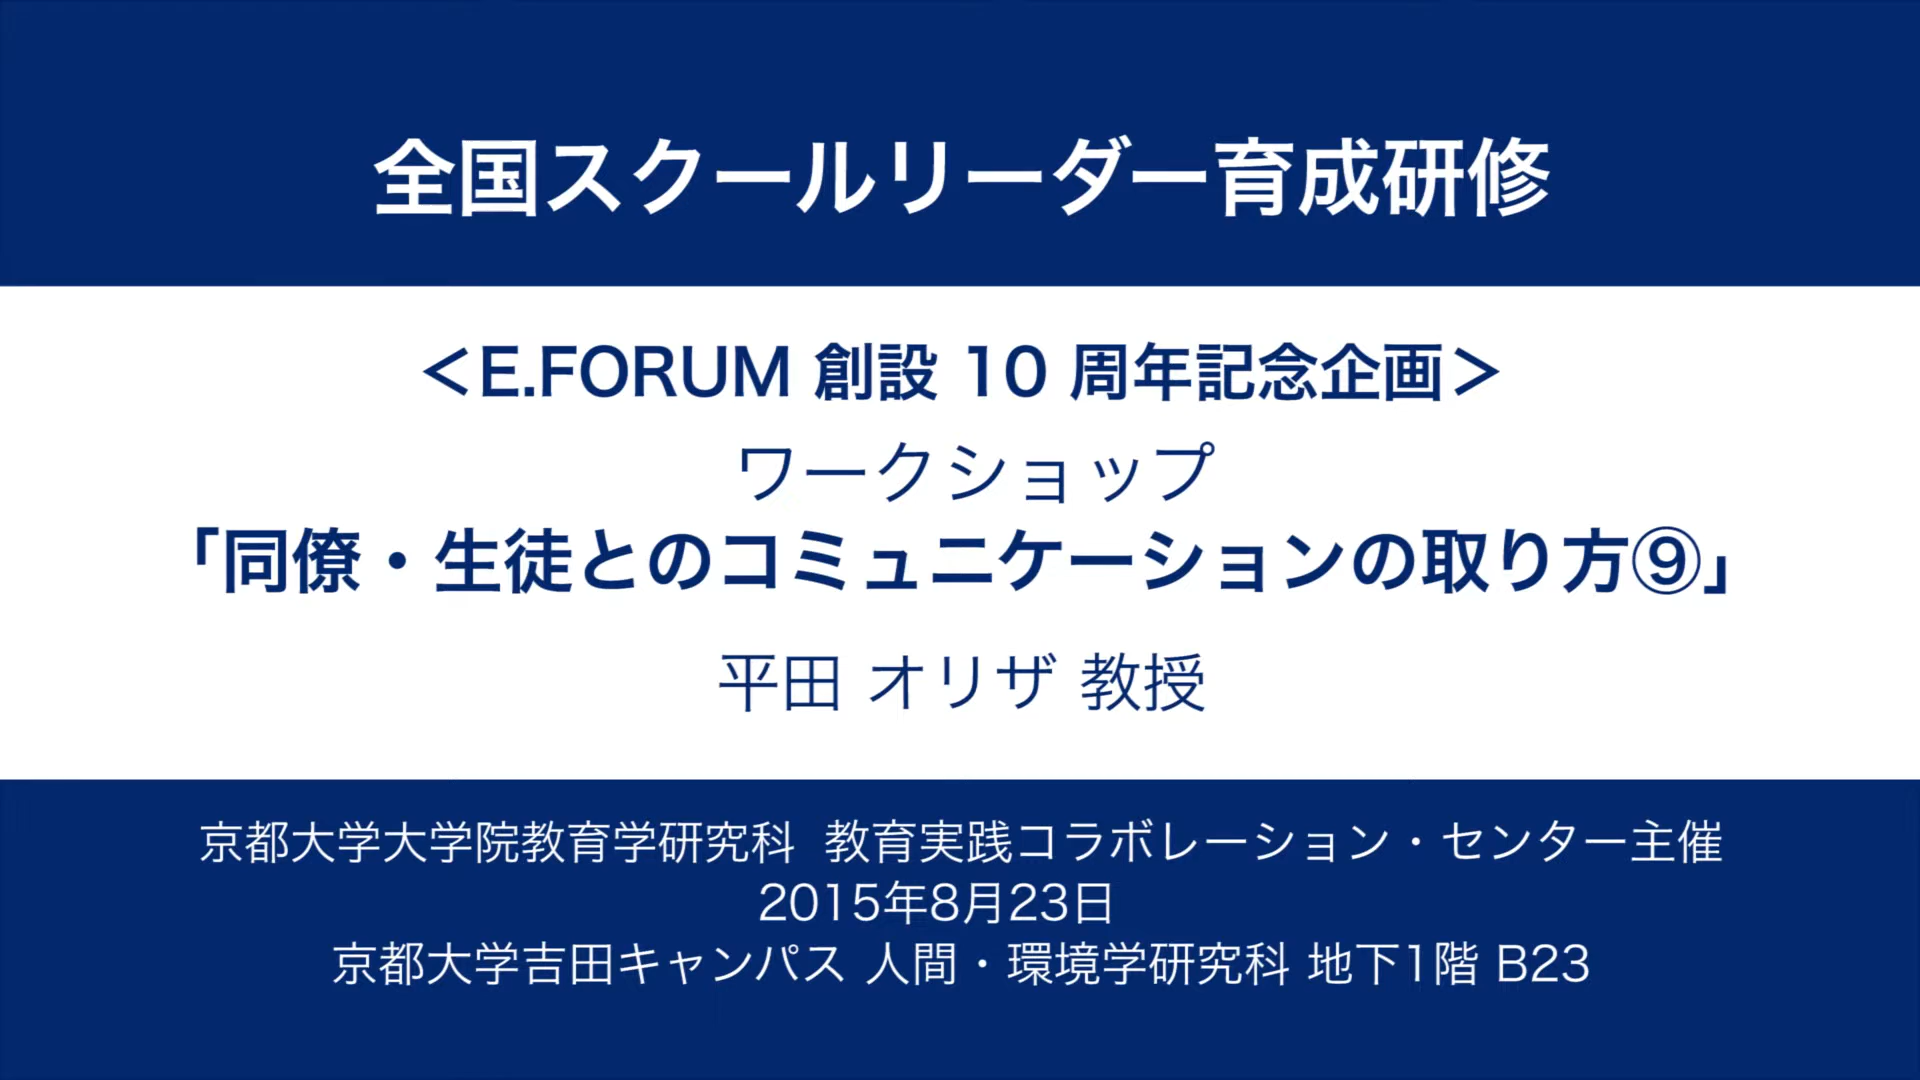 全国スクールリーダー育成研修
＜E.FORUM 創設 10 周年記念企画＞
ワークショップ
「同僚・生徒とのコミュニケーションの取り方⑨」
平田 オリザ 教授
京都大学大学院教育学研究科 教育実践コラボレーション・センター主催
2015年8月23日
京都大学吉田キャンパス 人間・環境学研究科 地下1階 B23